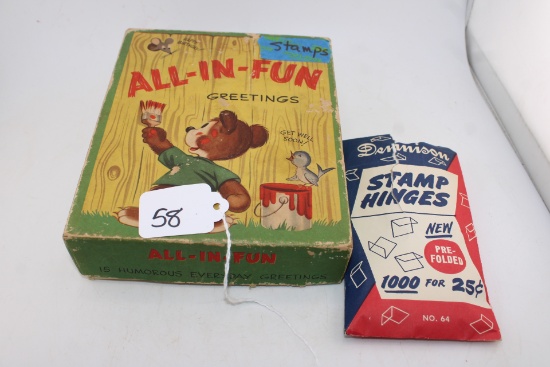 Stamps
ALL-IN-FUN
GREETINGS
GET WELL
SOON!
58
ALL-IN-FUN
15 HUMOROUS EVERYDAY GREETINGS
Dennison
STAMP
HINGES
NEW
PRE-
FOLDED
1000 FOR 25¢
NO. 64